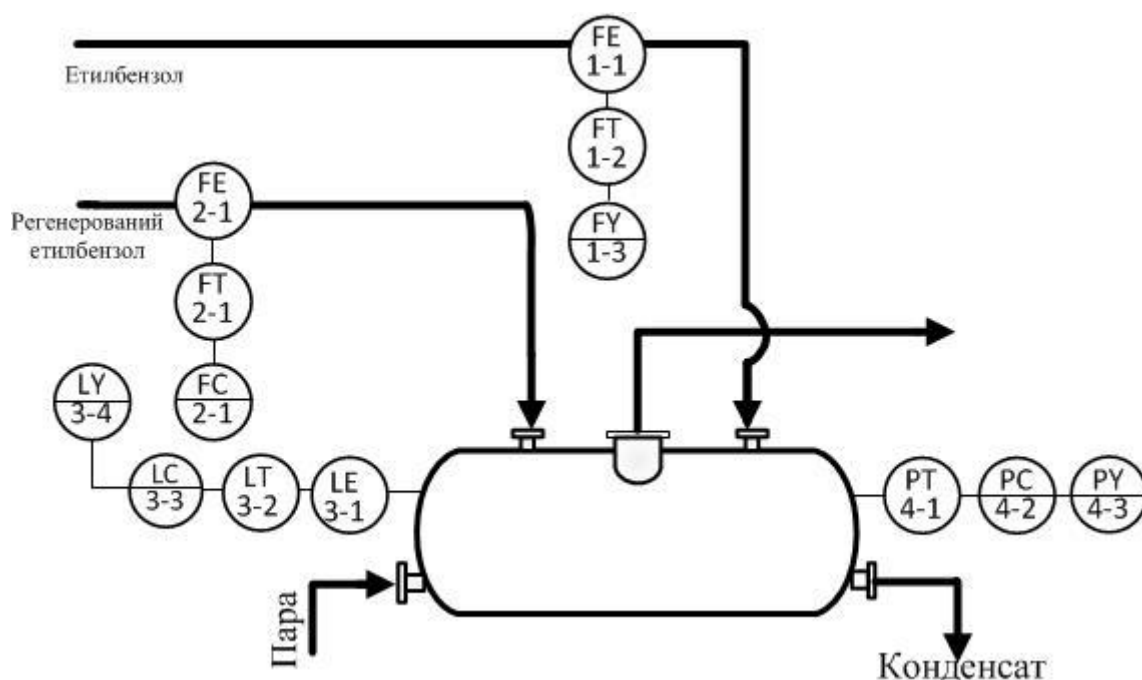 FE
1-1
Етилбензол
FT
1-2
FE
2-1
Регенерований
етилбензол
FY
1-3
FT
2-1
LY
3-4
FC
2-1
LC
3-3
LT
3-2
LE
3-1
PT
4-1
PC
4-2
PY
4-3
Пара
Конденсат